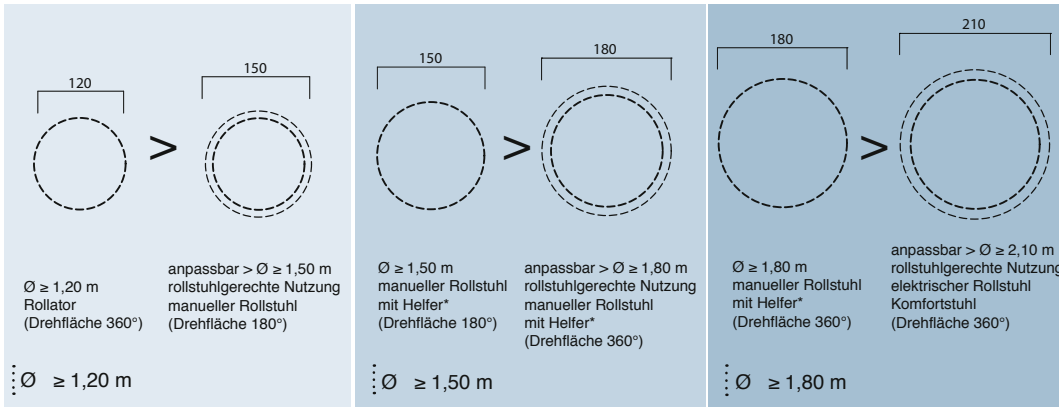 120
>
150
Ø ≥ 1,20 m
Rollator
(Drehfläche 360°)
anpassbar > Ø ≥ 1,50 m
rollstuhlgerechte Nutzung
manueller Rollstuhl
(Drehfläche 180°)
Ø ≥ 1,20 m
150
>
180
Ø ≥ 1,50 m
manueller Rollstuhl
mit Helfer*
(Drehfläche 180°)
anpassbar > Ø ≥ 1,80 m
rollstuhlgerechte Nutzung
manueller Rollstuhl
mit Helfer*
(Drehfläche 360°)
Ø ≥ 1,50 m
180
>
210
Ø ≥ 1,80 m
manueller Rollstuhl
mit Helfer*
(Drehfläche 360°)
anpassbar > Ø ≥ 2,10 m
rollstuhlgerechte Nutzung
elektrischer Rollstuhl
Komfortstuhl
(Drehfläche 360°)
Ø ≥ 1,80 m